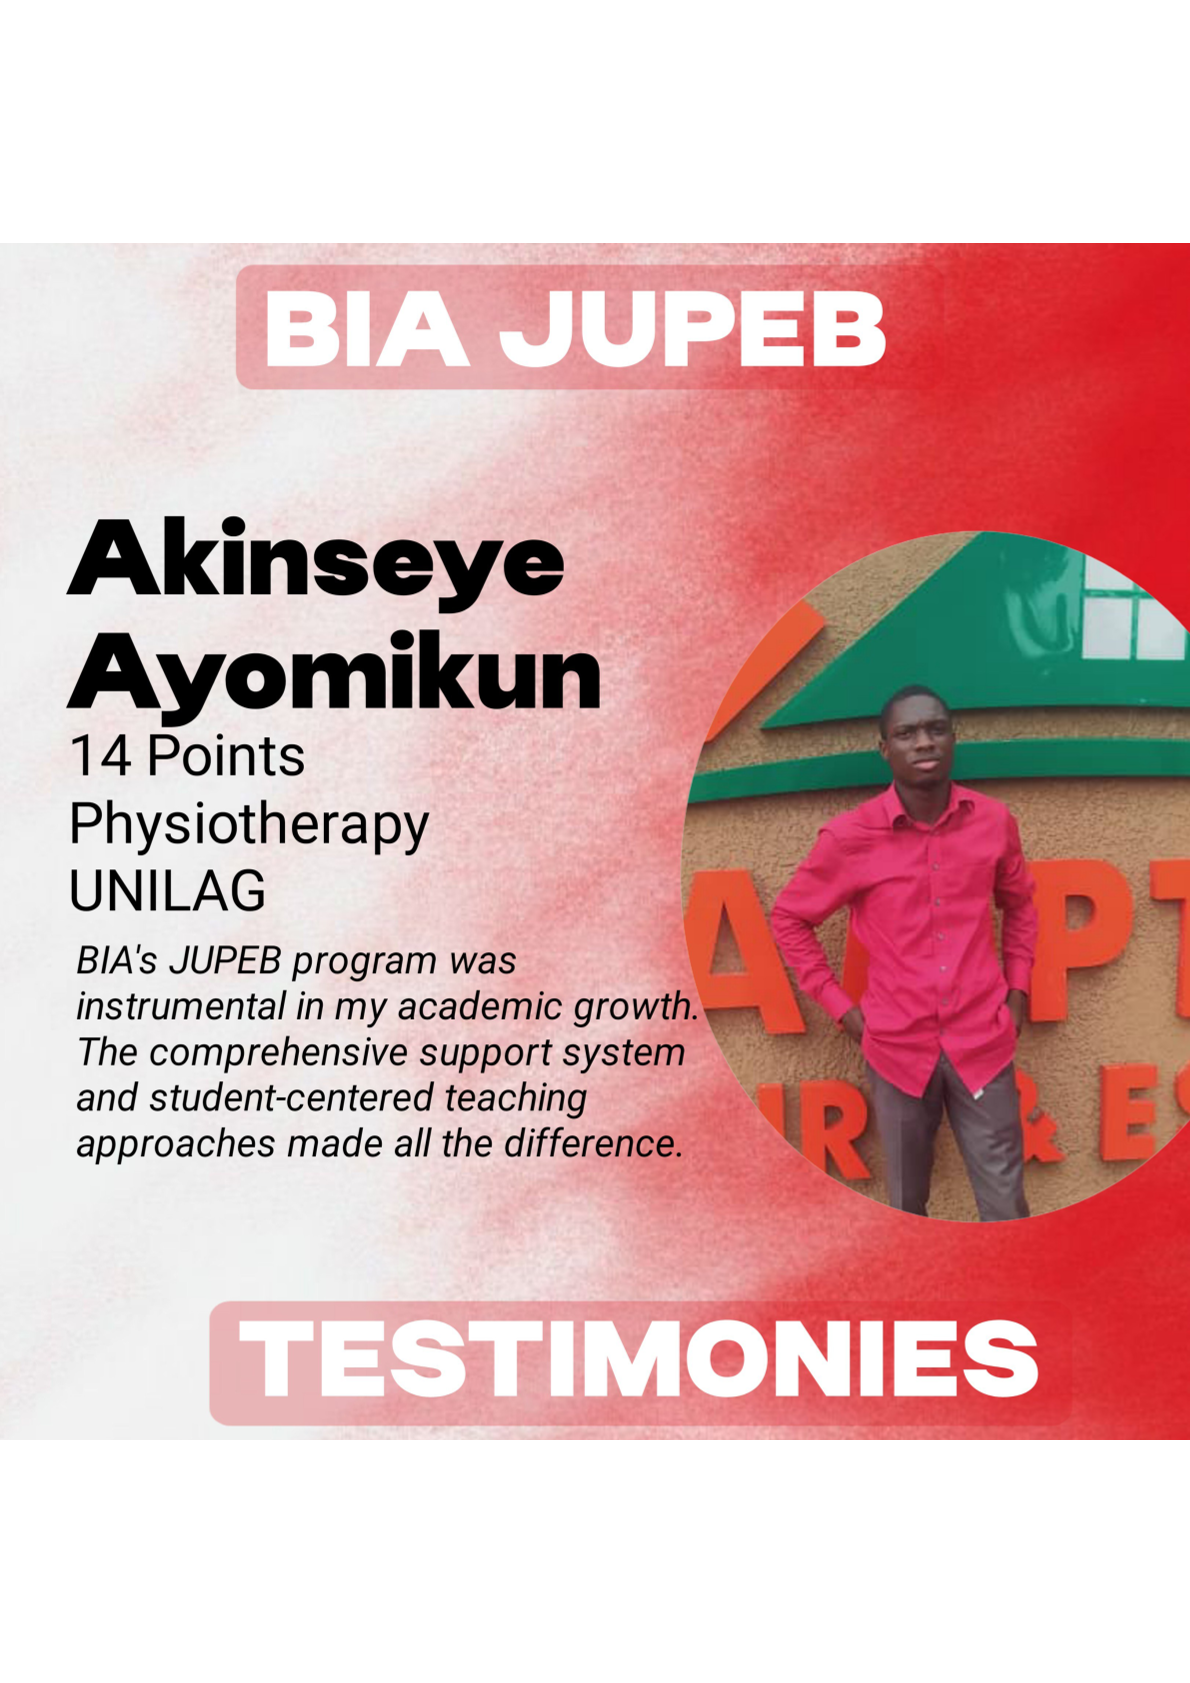 BIA JUPEB
Akinseye
Ayomikun
14 Points
Physiotherapy
UNILAG
BIA's JUPEB program was
instrumental in my academic growth.
The comprehensive support system
and student-centered teaching
approaches made all the difference.
TESTIMONIES